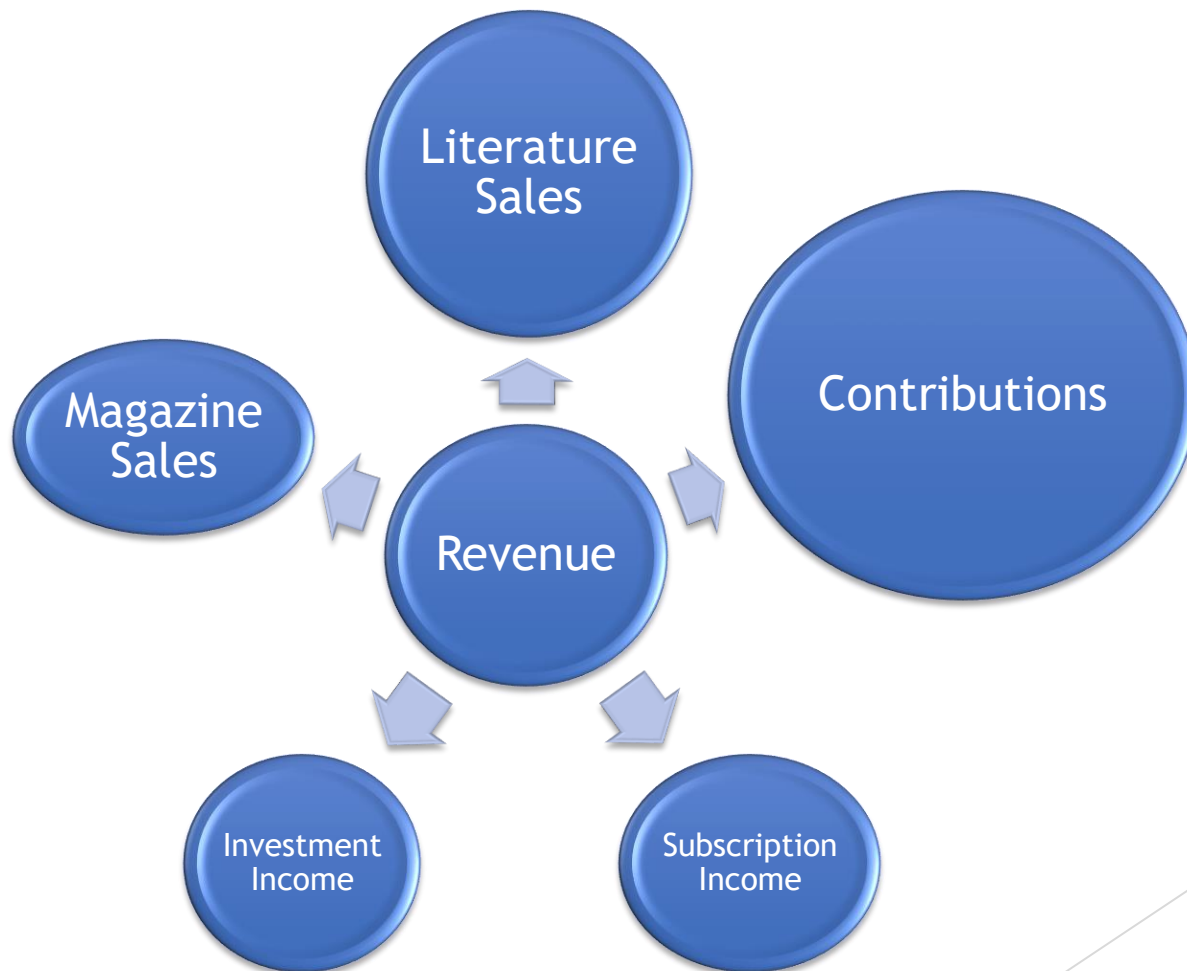 Literature
Sales
Contributions
Magazine
Sales
Revenue
Investment
Income
Subscription
Income